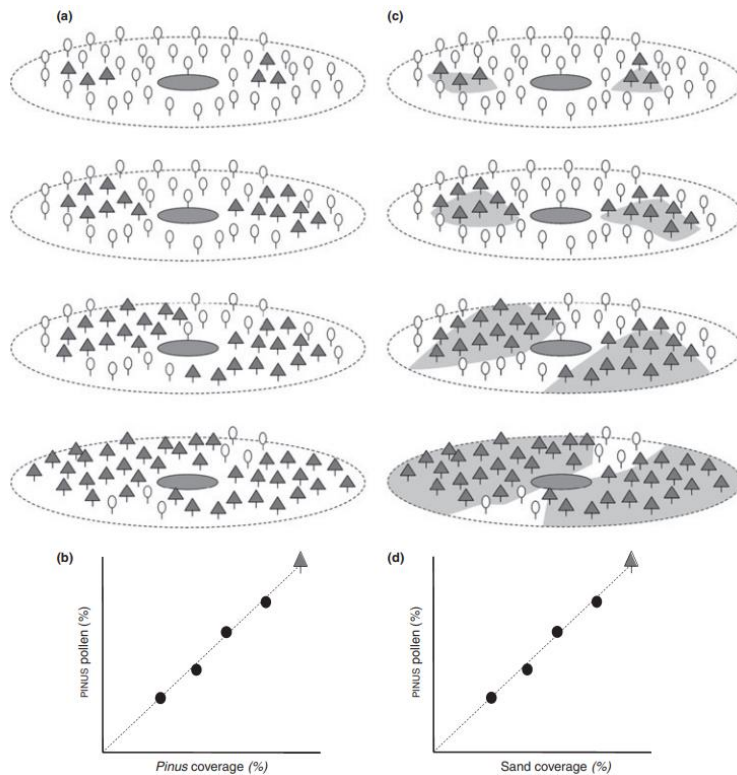 (a)
(c)
(b)
PINUS pollen (%)
Pinus coverage (%)
(d)
PINUS pollen (%)
Sand coverage (%)